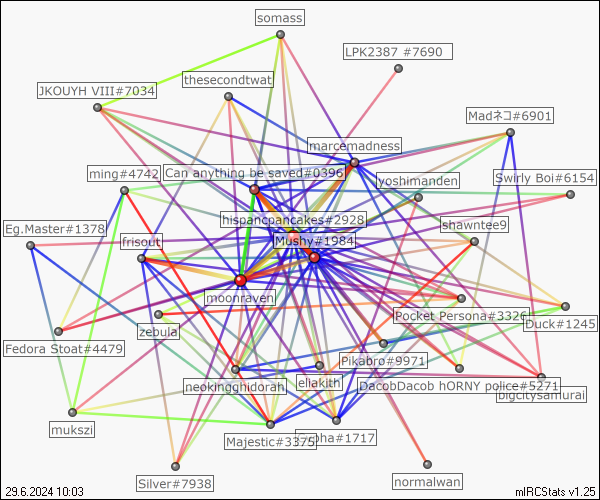 somass
LPK2387 #7690
thesecondtwat
JKOUYH VIII#7034
Madネコ#6901
marcemadness
ming#4742
Can anything be saved#0396
yoshimanden
Swirly Boi#6154
hispancpancakes#2928
Eg.Master#1378
shawntee9
frisout
Mushy#1984
moonraven
Pocket Persona#3326
Duck#1245
zebula
Fedora Stoat#4479
Pikabro#9971
eliakith
neokingghidorah
DacobDacob hORNY police#5271
bigcitysamurai
mukszi
Majestic#3375
#1717
Silver#7938
normalwan
29.6.2024 10:03
mIRCStats v1.25